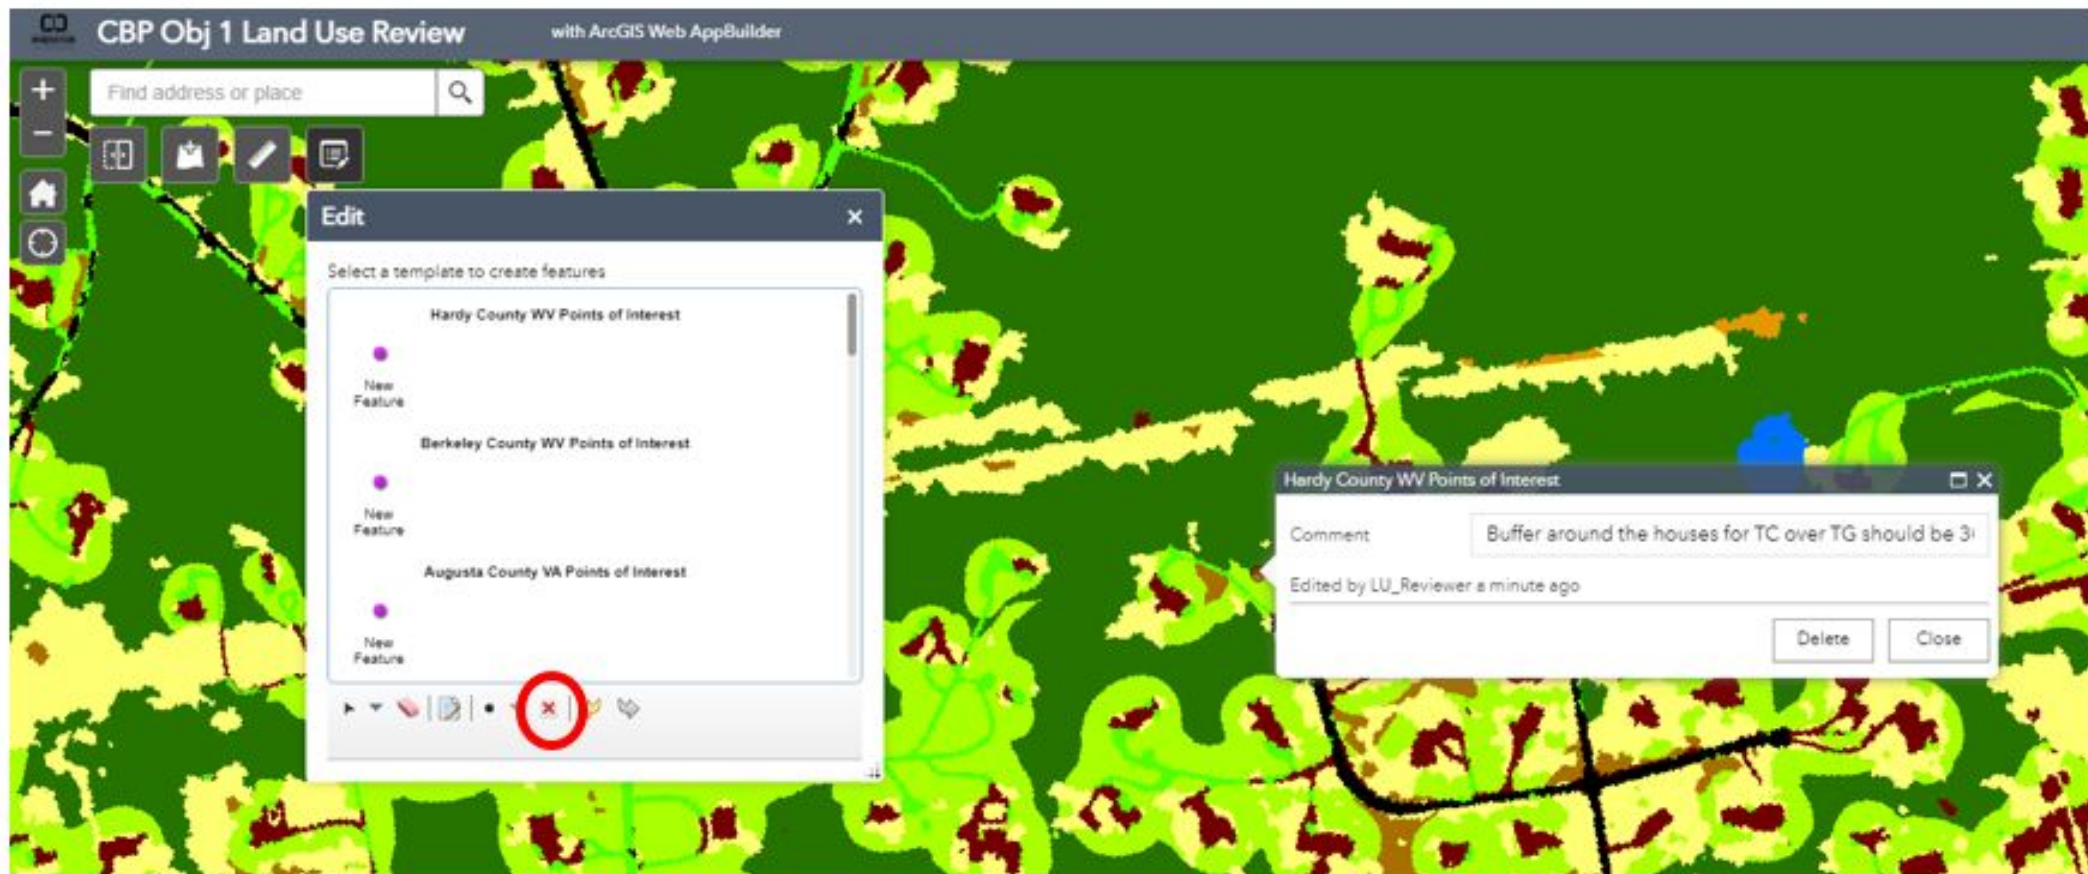 CBP Obj 1 Land Use Review
with ArcGIS Web AppBuilder
Find address or place
Edit
Select a template to create features
Hardy County WV Points of Interest
New
Feature
Berkeley County WV Points of Interest
New
Feature
Augusta County VA Points of Interest
New
Feature
Hardy County WV Points of Interest
Comment
Buffer around the houses for TC over TG should be
Edited by LU_Reviewer a minute ago
Delete
Close